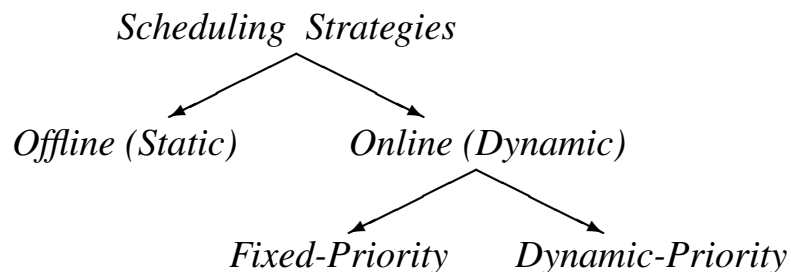 Scheduling Strategies
Offline (Static) Online (Dynamic)
Fixed-Priority Dynamic-Priority